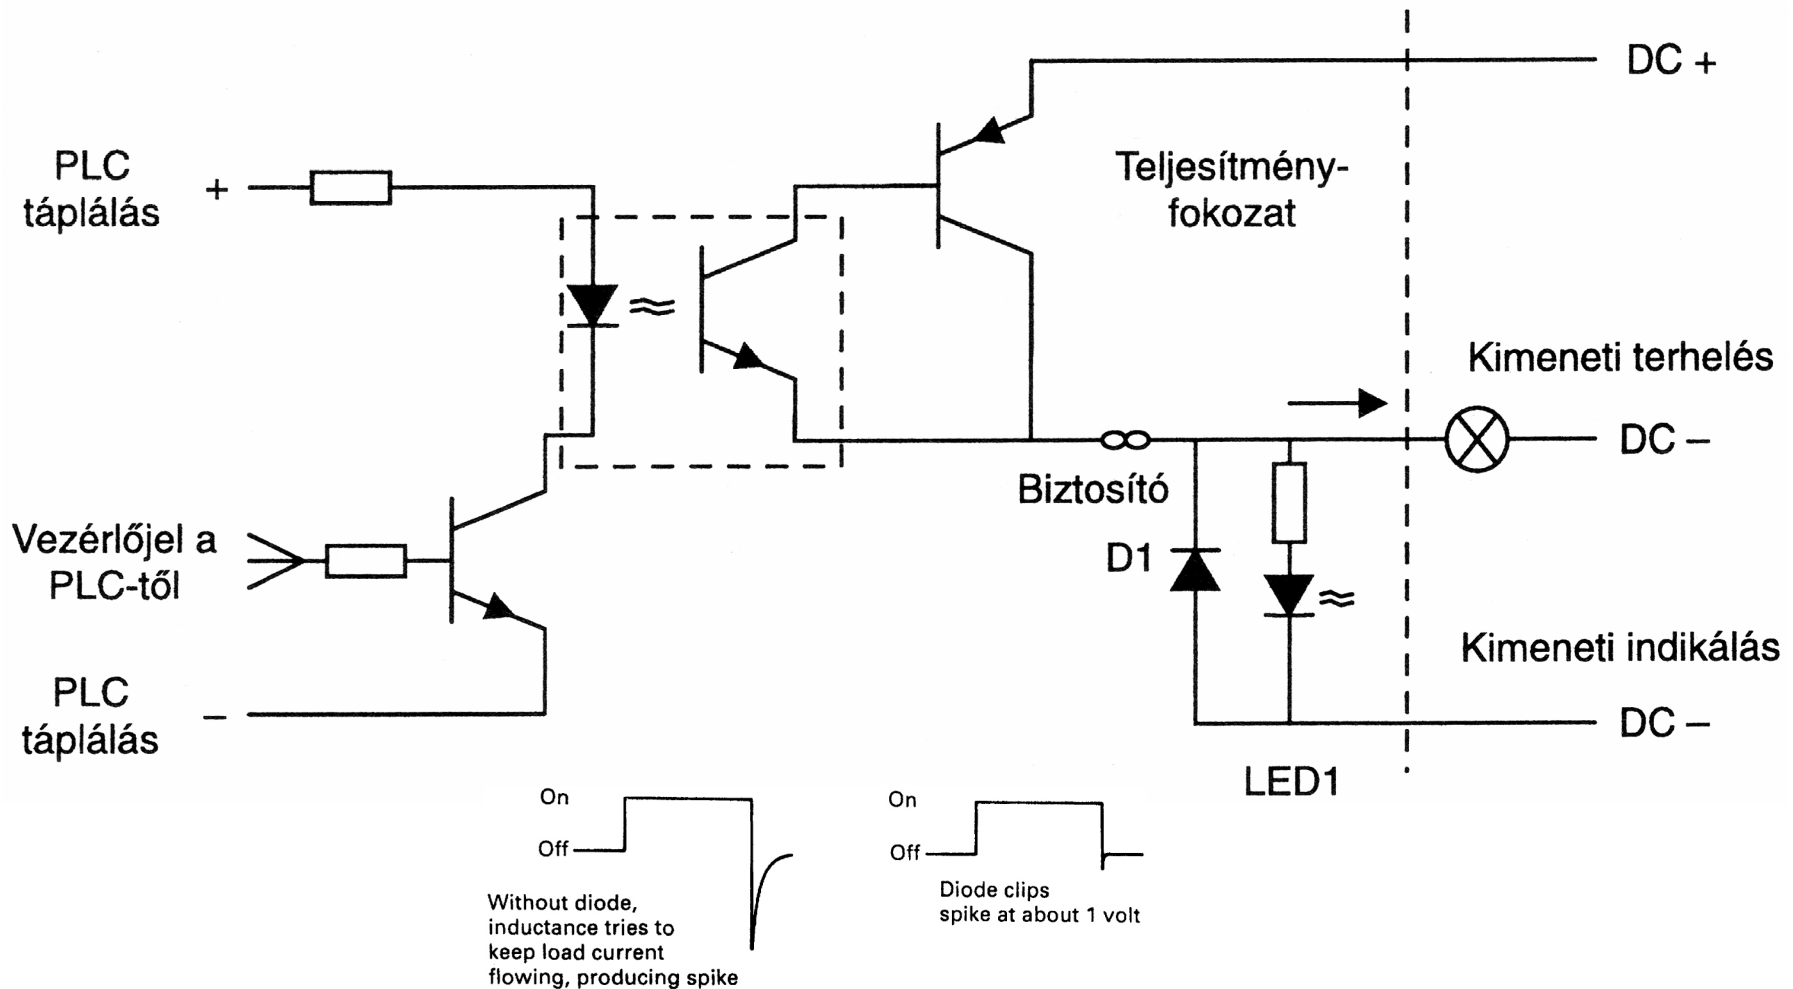 DC +
PLC
táplálás
+
Teljesítmény-
fokozat
Kimeneti terhelés
DC –
Biztosító
Vezérlőjel a
PLC-től
D1
Kimeneti indikálás
PLC
táplálás
–
DC –
LED1
On
Off
Without diode,
inductance tries to
keep load current
flowing, producing spike
On
Off
Diode clips
spike at about 1 volt